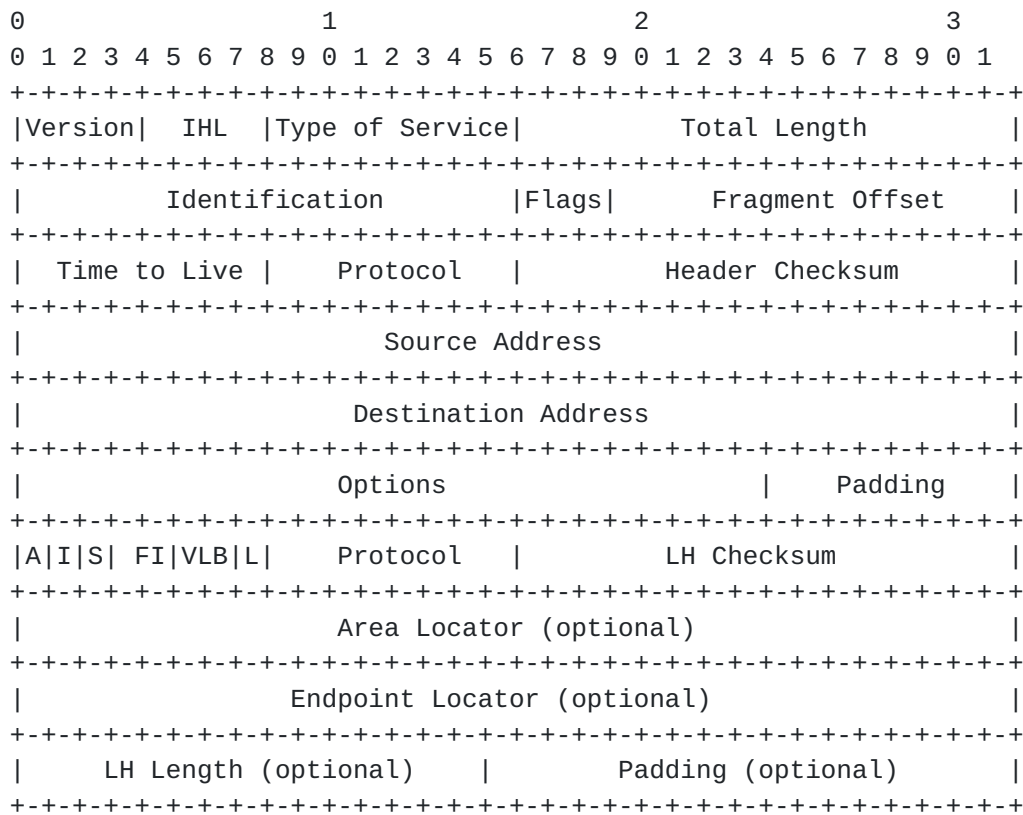 0                   1                   2                   3
0 1 2 3 4 5 6 7 8 9 0 1 2 3 4 5 6 7 8 9 0 1 2 3 4 5 6 7 8 9 0 1
+-+-+-+-+-+-+-+-+-+-+-+-+-+-+-+-+-+-+-+-+-+-+-+-+-+-+-+-+-+-+-+-+
|Version|  IHL  |Type of Service|          Total Length         |
+-+-+-+-+-+-+-+-+-+-+-+-+-+-+-+-+-+-+-+-+-+-+-+-+-+-+-+-+-+-+-+-+
|         Identification        |Flags|      Fragment Offset    |
+-+-+-+-+-+-+-+-+-+-+-+-+-+-+-+-+-+-+-+-+-+-+-+-+-+-+-+-+-+-+-+-+
|  Time to Live |    Protocol   |         Header Checksum       |
+-+-+-+-+-+-+-+-+-+-+-+-+-+-+-+-+-+-+-+-+-+-+-+-+-+-+-+-+-+-+-+-+
|                       Source Address                          |
+-+-+-+-+-+-+-+-+-+-+-+-+-+-+-+-+-+-+-+-+-+-+-+-+-+-+-+-+-+-+-+-+
|                     Destination Address                       |
+-+-+-+-+-+-+-+-+-+-+-+-+-+-+-+-+-+-+-+-+-+-+-+-+-+-+-+-+-+-+-+-+
|                    Options                    |    Padding    |
+-+-+-+-+-+-+-+-+-+-+-+-+-+-+-+-+-+-+-+-+-+-+-+-+-+-+-+-+-+-+-+-+
|A|I|S| FI|VLB|L|    Protocol   |         LH Checksum           |
+-+-+-+-+-+-+-+-+-+-+-+-+-+-+-+-+-+-+-+-+-+-+-+-+-+-+-+-+-+-+-+-+
|                    Area Locator (optional)                    |
+-+-+-+-+-+-+-+-+-+-+-+-+-+-+-+-+-+-+-+-+-+-+-+-+-+-+-+-+-+-+-+-+
|                 Endpoint Locator (optional)                   |
+-+-+-+-+-+-+-+-+-+-+-+-+-+-+-+-+-+-+-+-+-+-+-+-+-+-+-+-+-+-+-+-+
|     LH Length (optional)    |        Padding (optional)       |
+-+-+-+-+-+-+-+-+-+-+-+-+-+-+-+-+-+-+-+-+-+-+-+-+-+-+-+-+-+-+-+-+